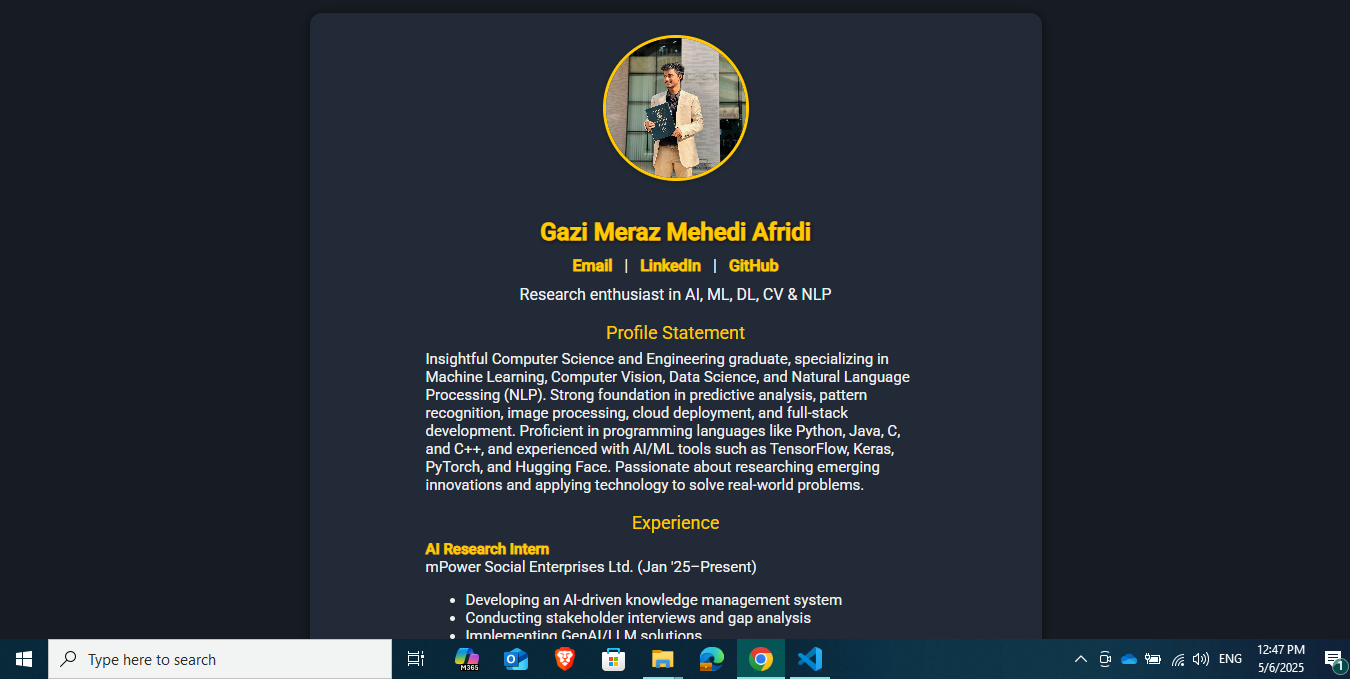 Gazi Meraz Mehedi Afridi
Email | LinkedIn | GitHub
Research enthusiast in AI, ML, DL, CV & NLP
Profile Statement
Insightful Computer Science and Engineering graduate, specializing in
Machine Learning, Computer Vision, Data Science, and Natural Language
Processing (NLP). Strong foundation in predictive analysis, pattern
recognition, image processing, cloud deployment, and full-stack
development. Proficient in programming languages like Python, Java, C,
and C++, and experienced with AI/ML tools such as TensorFlow, Keras,
PyTorch, and Hugging Face. Passionate about researching emerging
innovations and applying technology to solve real-world problems.
Experience
AI Research Intern
mPower Social Enterprises Ltd. (Jan '25–Present)
• Developing an AI-driven knowledge management system
• Conducting stakeholder interviews and gap analysis
• Implementing GenAI/LLM solutions
Type here to search
M365
ENG
12:47 PM
5/6/2025
1